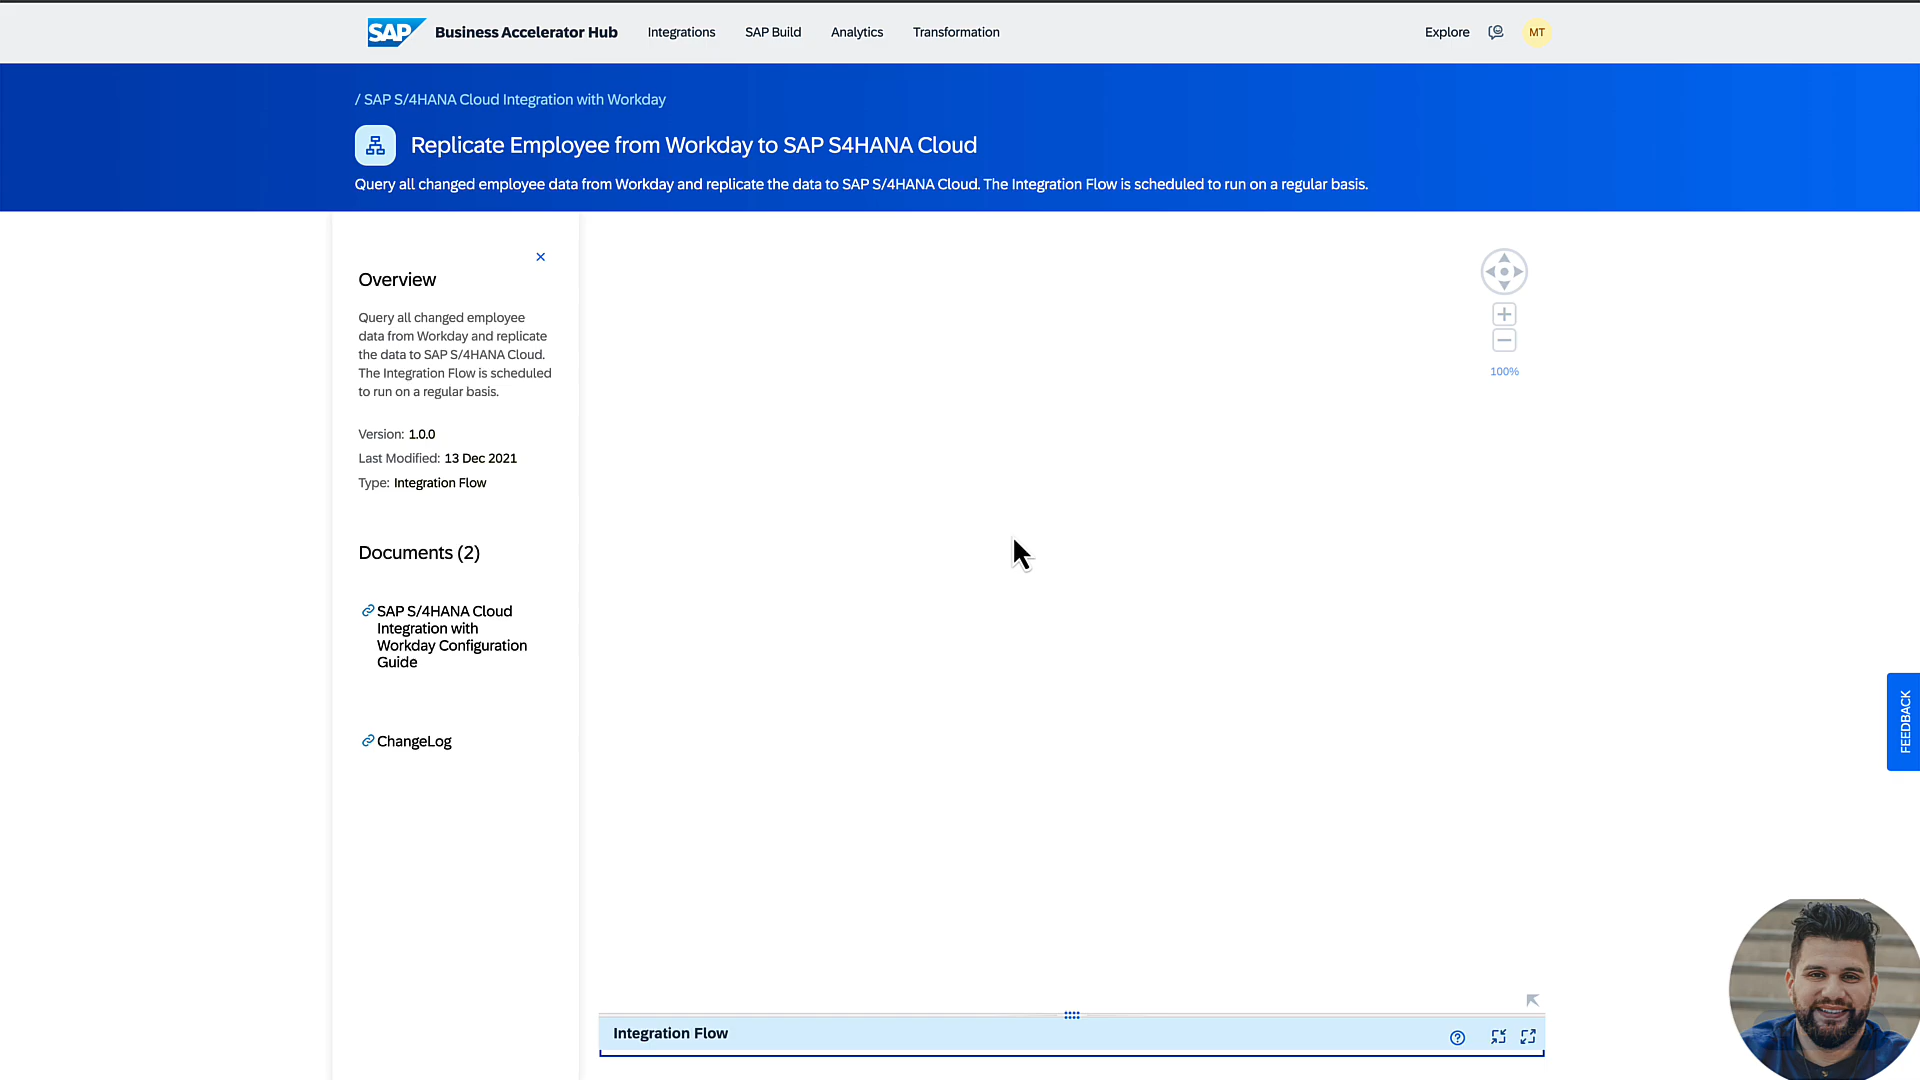 SAP Business Accelerator Hub Integrations SAP Build Analytics Transformation Explore MT
/ SAP S/4HANA Cloud Integration with Workday
Replicate Employee from Workday to SAP S4HANA Cloud
Query all changed employee data from Workday and replicate the data to SAP S/4HANA Cloud. The Integration Flow is scheduled to run on a regular basis.
Overview
Query all changed employee
data from Workday and replicate
the data to SAP S/4HANA Cloud.
The Integration Flow is scheduled
to run on a regular basis.
Version: 1.0.0
Last Modified: 13 Dec 2021
Type: Integration Flow
Documents (2)
SAP S/4HANA Cloud
Integration with
Workday Configuration
Guide
ChangeLog
100%
FEEDBACK
Integration Flow